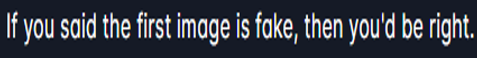 If you said the first image is fake, then you'd be right.